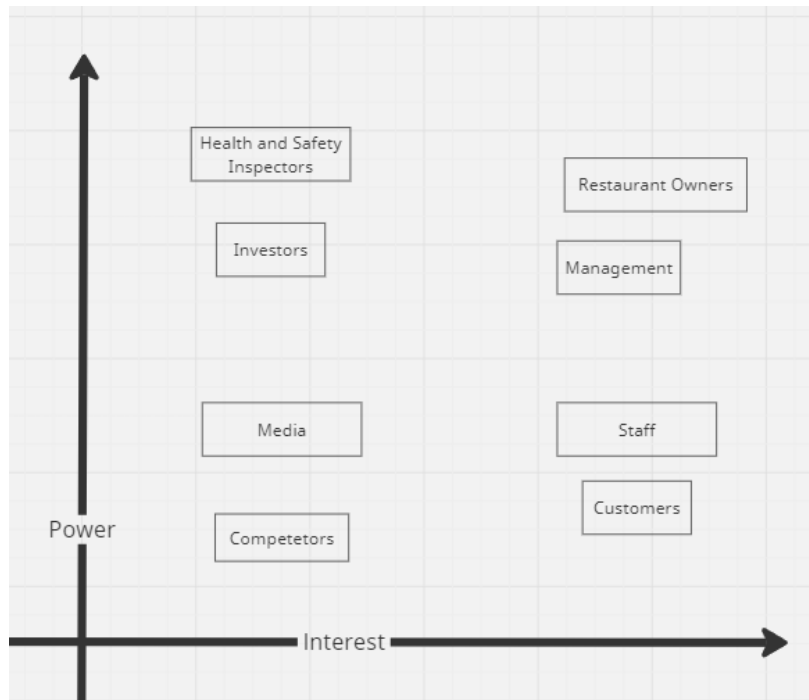 Health and Safety
Inspectors
Restaurant Owners
Investors
Management
Media
Staff
Customers
Power
Competetors
Interest